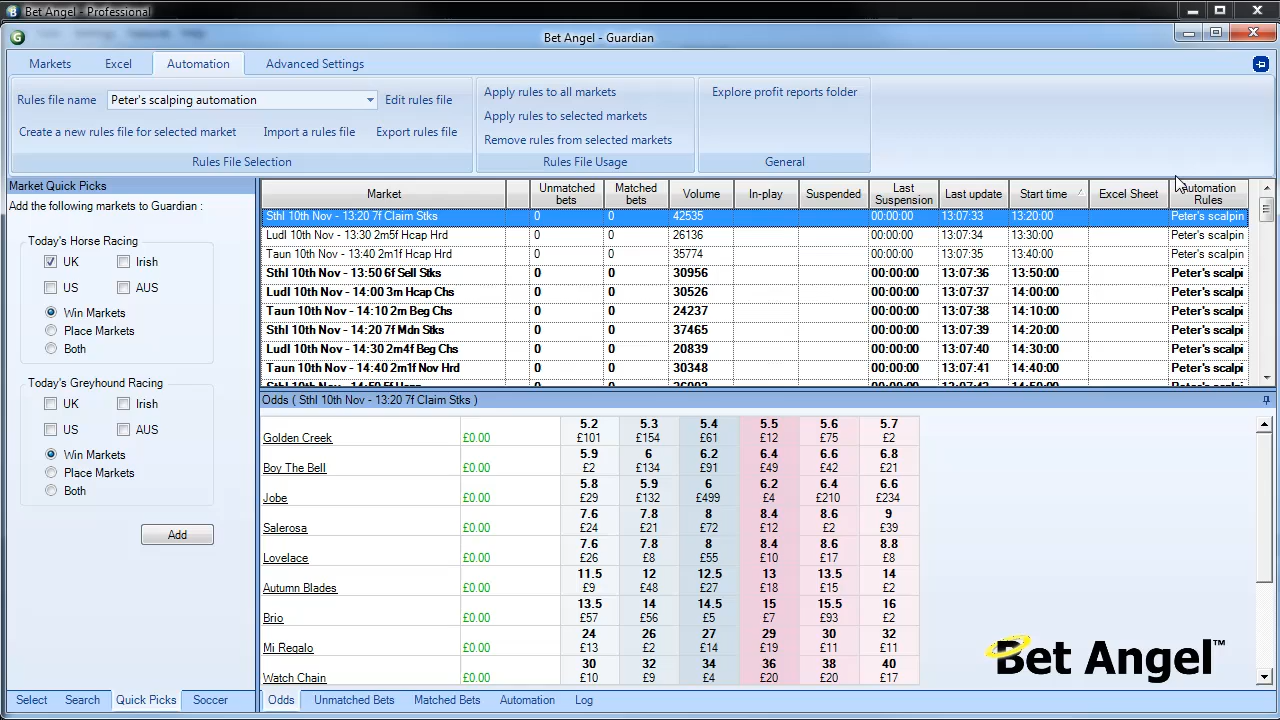 Bet Angel - Professional
Bet Angel - Guardian
Markets Excel Automation Advanced Settings
Rules file name Peter's scalping automation Edit rules file
Create a new rules file for selected market Import a rules file Export rules file
Rules File Selection
Apply rules to all markets
Apply rules to selected markets
Remove rules from selected markets
Rules File Usage
Explore profit reports folder
General
Market Quick Picks
Add the following markets to Guardian :
Today's Horse Racing
UK Irish
US AUS
Win Markets
Place Markets
Both
Today's Greyhound Racing
UK Irish
US AUS
Win Markets
Place Markets
Both
Add
Select Search Quick Picks Soccer
Market Unmatched bets Matched bets Volume In-play Suspended Last Suspension Last update Start time Excel Sheet Automation Rules
Sthl 10th Nov - 13:20 7f Claim Stks 0 0 42535 00:00:00 13:07:33 13:20:00 Peter's scalpin
Ludl 10th Nov - 13:30 2m5f Hcap Hrd 0 0 26136 00:00:00 13:07:34 13:30:00 Peter's scalpin
Taun 10th Nov - 13:40 2m1f Hcap Hrd 0 0 35774 00:00:00 13:07:35 13:40:00 Peter's scalpin
Sthl 10th Nov - 13:50 6f Sell Stks 0 0 30956 00:00:00 13:07:36 13:50:00 Peter's scalpi
Ludl 10th Nov - 14:00 3m Hcap Chs 0 0 30526 00:00:00 13:07:37 14:00:00 Peter's scalpi
Taun 10th Nov - 14:10 2m Beg Chs 0 0 24237 00:00:00 13:07:38 14:10:00 Peter's scalpi
Sthl 10th Nov - 14:20 7f Mdn Stks 0 0 37465 00:00:00 13:07:39 14:20:00 Peter's scalpi
Ludl 10th Nov - 14:30 2m4f Beg Chs 0 0 20839 00:00:00 13:07:40 14:30:00 Peter's scalpi
Taun 10th Nov - 14:40 2m1f Nov Hrd 0 0 30348 00:00:00 13:07:41 14:40:00 Peter's scalpi
Odds ( Sthl 10th Nov - 13:20 7f Claim Stks )
5.2 5.3 5.4 5.5 5.6 5.7
Golden Creek £0.00 £101 £154 £61 £12 £75 £2
5.9 6 6.2 6.4 6.6 6.8
Boy The Bell £0.00 £2 £134 £91 £49 £42 £21
5.8 5.9 6 6.2 6.4 6.6
Jobe £0.00 £29 £132 £499 £4 £210 £234
7.6 7.8 8 8.4 8.6 9
Salerosa £0.00 £24 £21 £72 £12 £2 £39
7.6 7.8 8 8.4 8.6 8.8
Lovelace £0.00 £26 £8 £55 £10 £17 £8
11.5 12 12.5 13 13.5 14
Autumn Blades £0.00 £9 £48 £27 £18 £15 £2
13.5 14 14.5 15 15.5 16
Brio £0.00 £57 £56 £5 £7 £93 £2
24 26 27 29 30 32
Mi Regalo £0.00 £13 £2 £14 £19 £11 £11
30 32 34 36 38 40
Watch Chain £0.00 £10 £9 £4 £20 £20 £17
Bet Angel™
Odds Unmatched Bets Matched Bets Automation Log